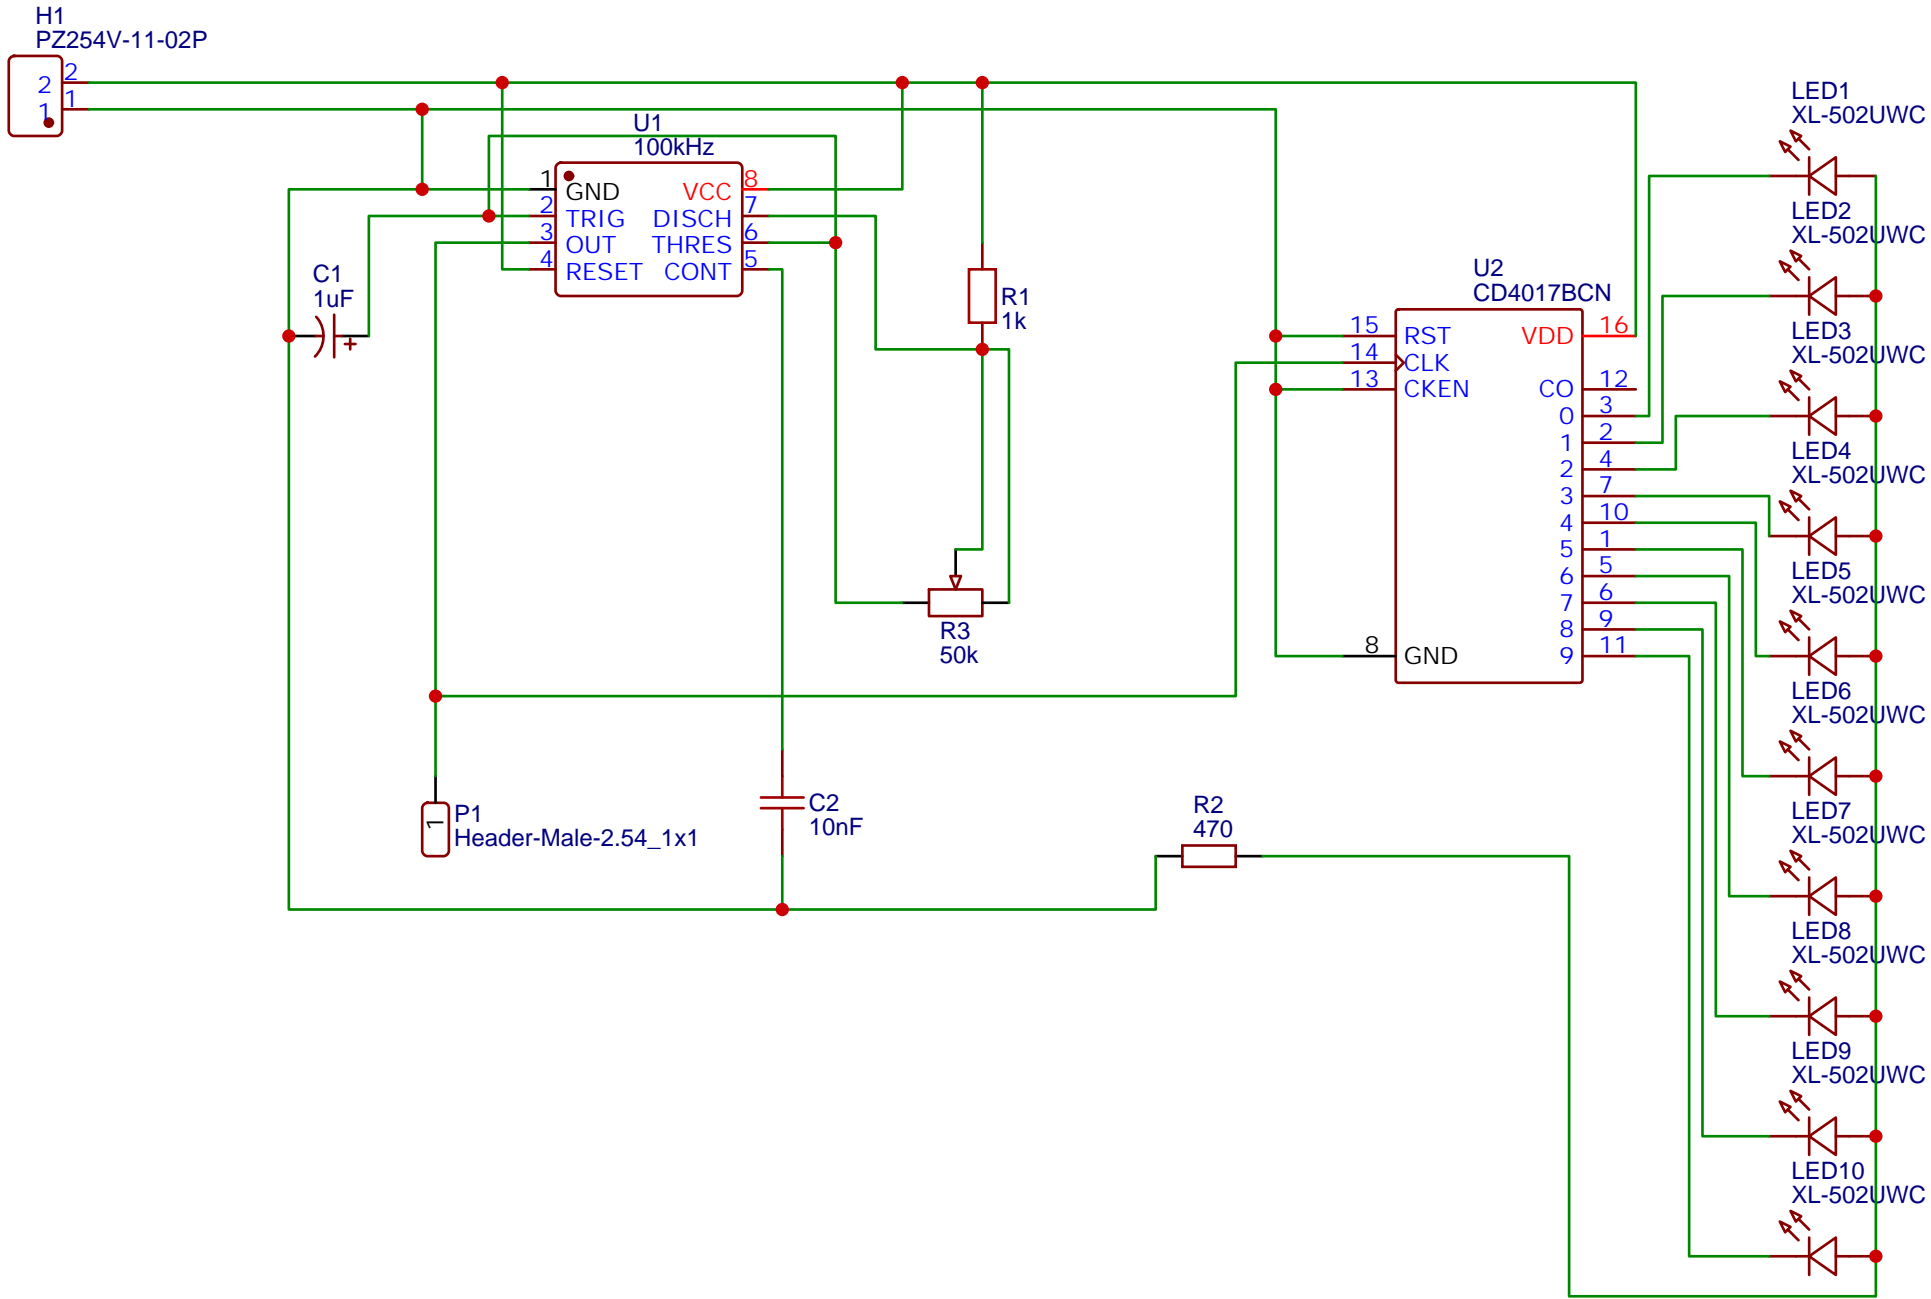 H1
PZ254V-11-02P
2
2
1
1
U1
100kHz
1
GND
VCC
8
2
TRIG
DISCH
7
3
OUT
THRES
6
4
RESET
CONT
5
C1
1uF
+
R1
1k
R3
50k
P1
Header-Male-2.54_1x1
1
C2
10nF
R2
470
U2
CD4017BCN
15
RST
VDD
16
14
CLK
13
CKEN
CO
12
0
3
1
2
2
4
3
7
4
10
5
1
6
5
7
6
8
9
8
GND
9
11
LED1
XL-502UWC
LED2
XL-502UWC
LED3
XL-502UWC
LED4
XL-502UWC
LED5
XL-502UWC
LED6
XL-502UWC
LED7
XL-502UWC
LED8
XL-502UWC
LED9
XL-502UWC
LED10
XL-502UWC